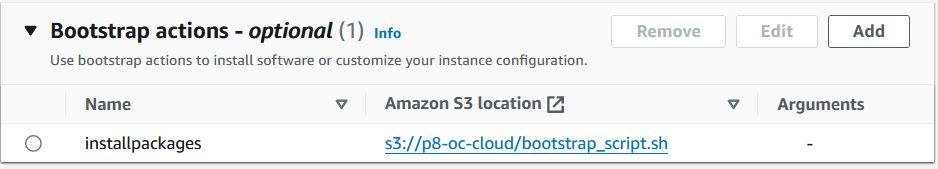 Bootstrap actions - optional (1) Info Remove Edit Add
Use bootstrap actions to install software or customize your instance configuration.
Name Amazon S3 location Arguments
installpackages s3://p8-oc-cloud/bootstrap_script.sh -